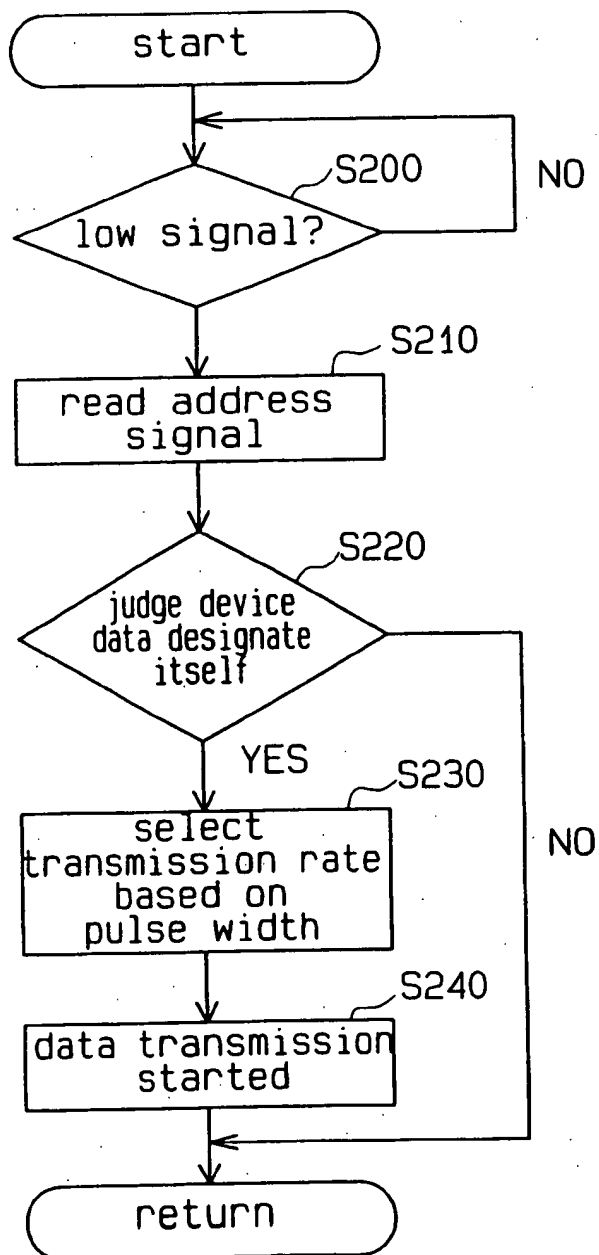 start
S200
NO
low signal?
S210
read address
signal
S220
judge device
data designate
itself
YES
S230
select
transmission rate
based on
pulse width
NO
S240
data transmission
started
return